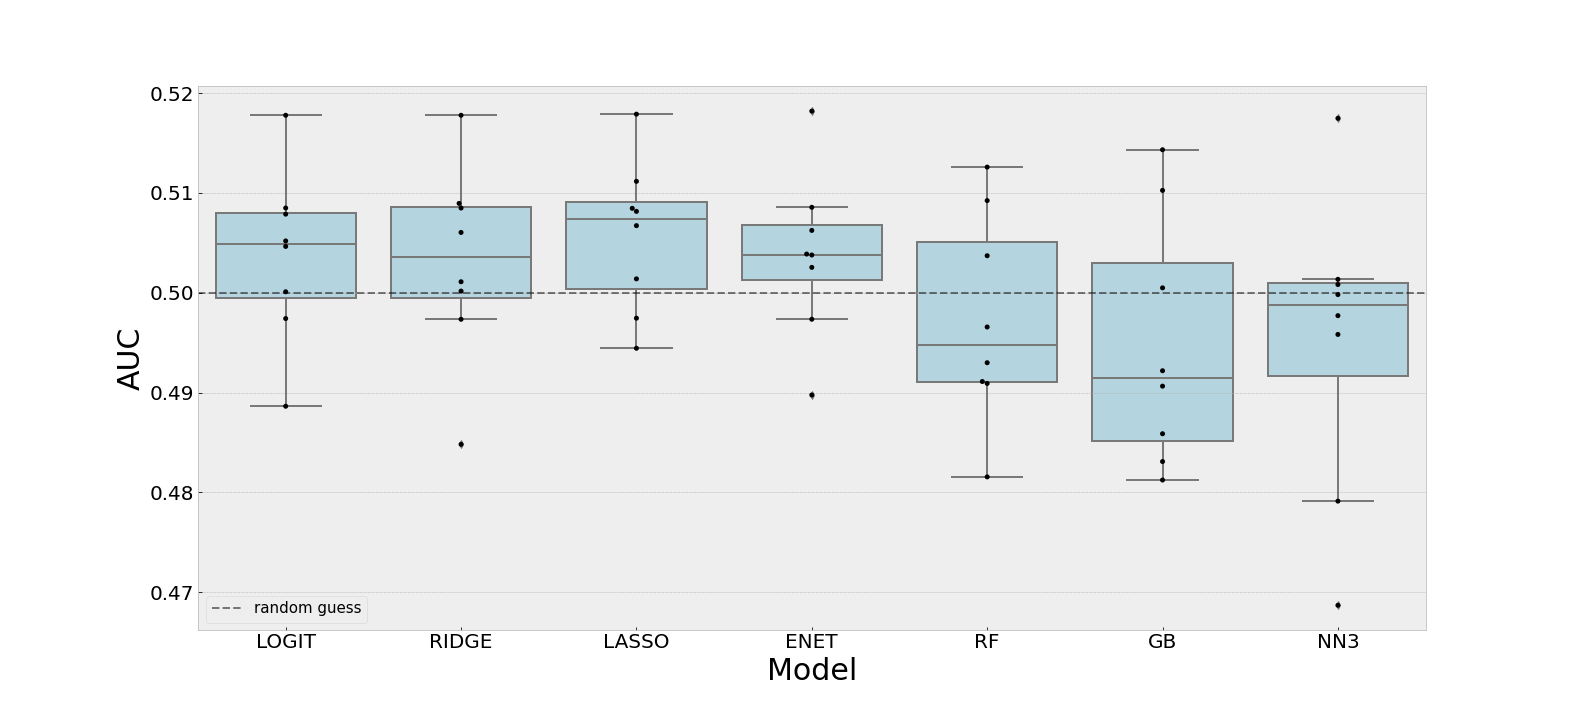 0.52
0.51
0.50
0.49
0.48
0.47
AUC
random guess
LOGIT RIDGE LASSO ENET RF GB NN3
Model